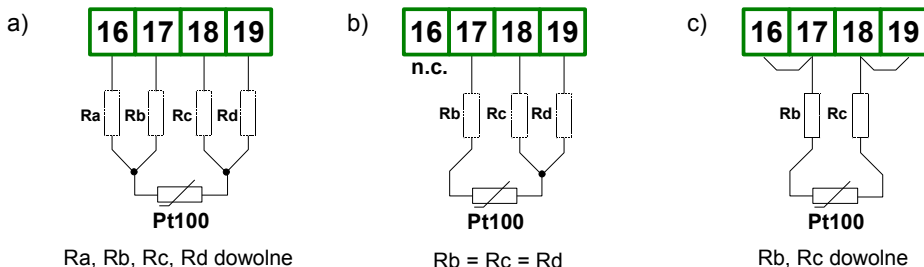 a)
16 17 18 19
Ra Rb Rc Rd
Pt100
Ra, Rb, Rc, Rd dowolne
b)
16 17 18 19
n.c.
Rb Rc Rd
Pt100
Rb = Rc = Rd
c)
16 17 18 19
Rb Rc
Pt100
Rb, Rc dowolne